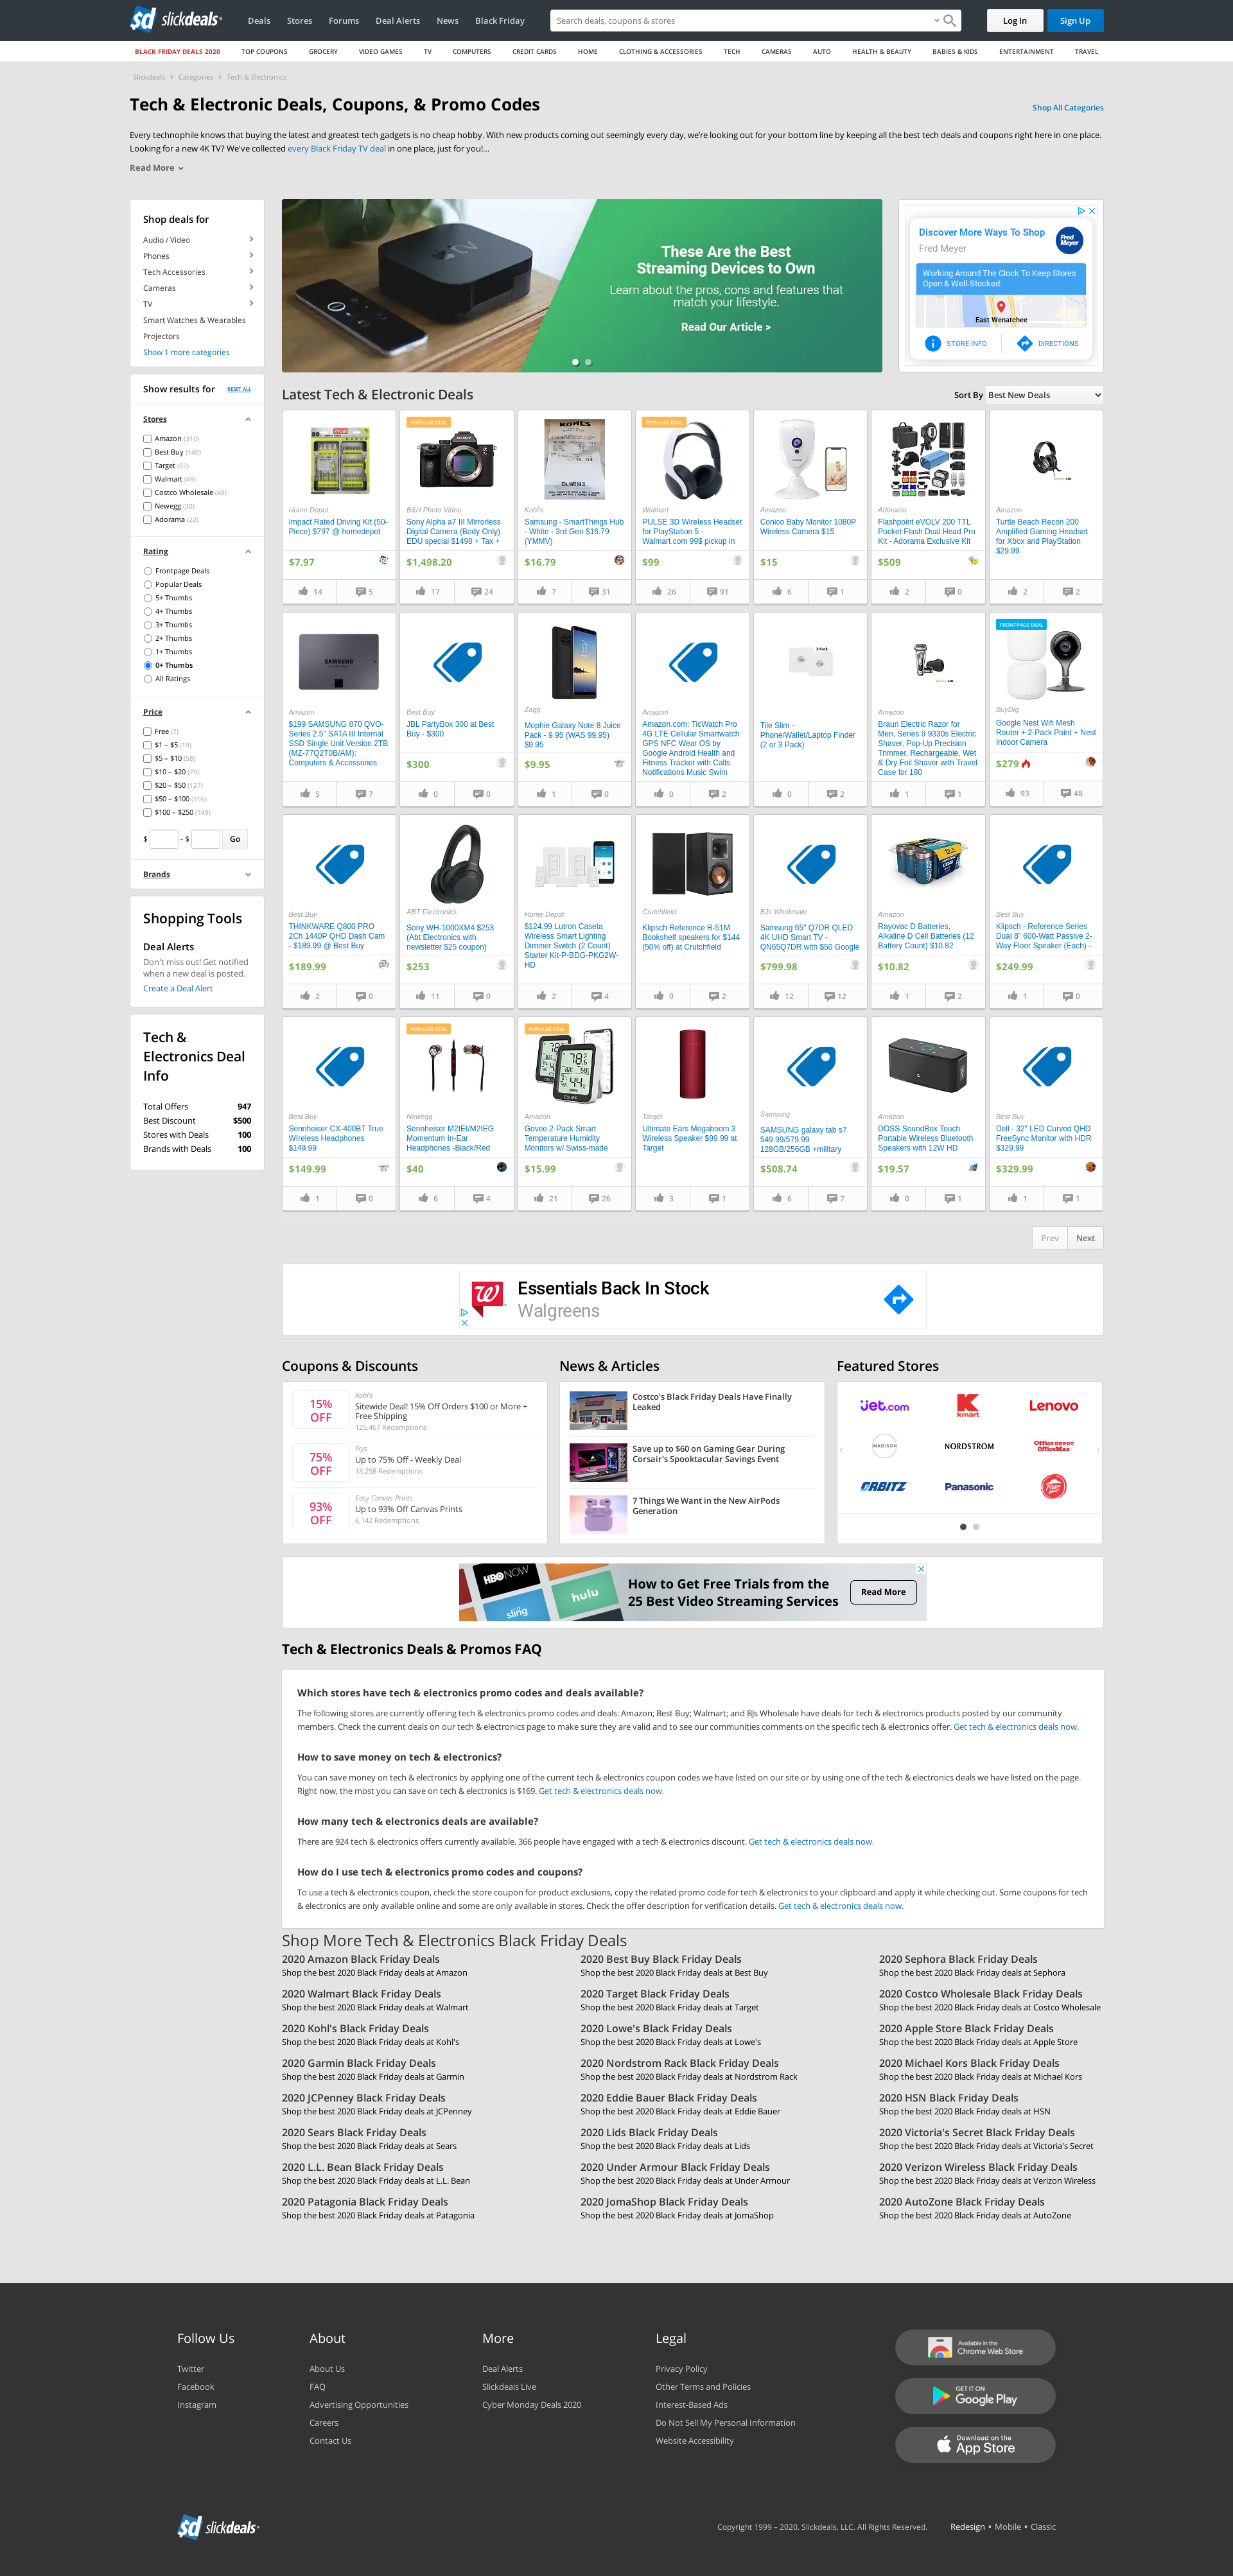 slickdeals
Deals
Stores
Forums
Deal Alerts
News
Black Friday
Search deals, coupons & stores
Log In
Sign Up
BLACK FRIDAY DEALS 2020
TOP COUPONS
GROCERY
VIDEO GAMES
TV
COMPUTERS
CREDIT CARDS
HOME
CLOTHING & ACCESSORIES
TECH
CAMERAS
AUTO
HEALTH & BEAUTY
BABIES & KIDS
ENTERTAINMENT
TRAVEL
Slickdeals > Categories > Tech & Electronics
Tech & Electronic Deals, Coupons, & Promo Codes
Shop All Categories
Every technophile knows that buying the latest and greatest tech gadgets is no cheap hobby. With new products coming out seemingly every day, we're looking out for your bottom line by keeping all the best tech deals and coupons right here in one place.
Looking for a new 4K TV? We've collected every Black Friday TV deal in one place, just for you!...
Read More
Shop deals for
Audio / Video
Phones
Tech Accessories
Cameras
TV
Smart Watches & Wearables
Projectors
Show 1 more categories
Show results for
RESET ALL
Stores
Amazon (310)
Best Buy (140)
Target (57)
Walmart (49)
Costco Wholesale (48)
Newegg (30)
Adorama (22)
Rating
Frontpage Deals
Popular Deals
5+ Thumbs
4+ Thumbs
3+ Thumbs
2+ Thumbs
1+ Thumbs
0+ Thumbs
All Ratings
Price
Free (7)
$1 – $5 (19)
$5 – $10 (58)
$10 – $20 (79)
$20 – $50 (127)
$50 – $100 (106)
$100 – $250 (149)
$ - $ Go
Brands
Shopping Tools
Deal Alerts
Don't miss out! Get notified
when a new deal is posted.
Create a Deal Alert
Tech &
Electronics Deal
Info
Total Offers 947
Best Discount $500
Stores with Deals 100
Brands with Deals 100
These Are the Best
Streaming Devices to Own
Learn about the pros, cons and features that
match your lifestyle.
Read Our Article >
Discover More Ways To Shop
Fred Meyer
Fred Meyer
Working Around The Clock To Keep Stores
Open & Well-Stocked.
East Wenatchee
STORE INFO
DIRECTIONS
Latest Tech & Electronic Deals
Sort By Best New Deals
Home Depot
Impact Rated Driving Kit (50-
Piece) $797 @ homedepot
$7.97
14
5
POPULAR DEAL
B&H Photo Video
Sony Alpha a7 III Mirrorless
Digital Camera (Body Only)
EDU special $1498 + Tax +
$1,498.20
17
24
KOHL'S
Kohl's
Samsung - SmartThings Hub
- White - 3rd Gen $16.79
(YMMV)
$16.79
7
31
POPULAR DEAL
Walmart
PULSE 3D Wireless Headset
for PlayStation 5 -
Walmart.com 99$ pickup in
$99
26
91
Amazon
Conico Baby Monitor 1080P
Wireless Camera $15
$15
6
1
Adorama
Flashpoint eVOLV 200 TTL
Pocket Flash Dual Head Pro
Kit - Adorama Exclusive Kit
$509
2
0
Amazon
Turtle Beach Recon 200
Amplified Gaming Headset
for Xbox and PlayStation
$29.99
2
2
SAMSUNG
Amazon
$199 SAMSUNG 870 QVO-
Series 2.5" SATA III Internal
SSD Single Unit Version 2TB
(MZ-77Q2T0B/AM):
Computers & Accessories
5
7
Best Buy
JBL PartyBox 300 at Best
Buy - $300
$300
0
0
Zagg
Mophie Galaxy Note 8 Juice
Pack - 9.95 (WAS 99.95)
$9.95
$9.95
1
0
Amazon
Amazon.com: TicWatch Pro
4G LTE Cellular Smartwatch
GPS NFC Wear OS by
Google Android Health and
Fitness Tracker with Calls
Notifications Music Swim
0
2
2-Pack
Tile Slim -
Phone/Wallet/Laptop Finder
(2 or 3 Pack)
0
2
Amazon
Braun Electric Razor for
Men, Series 9 9330s Electric
Shaver, Pop-Up Precision
Trimmer, Rechargeable, Wet
& Dry Foil Shaver with Travel
Case for 180
1
1
FRONTPAGE DEAL
BuyDig
Google Nest Wifi Mesh
Router + 2-Pack Point + Nest
Indoor Camera
$279
93
48
Best Buy
THINKWARE Q800 PRO
2Ch 1440P QHD Dash Cam
- $189.99 @ Best Buy
$189.99
2
0
ABT Electronics
Sony WH-1000XM4 $253
(Abt Electronics with
newsletter $25 coupon)
$253
11
0
Home Depot
$124.99 Lutron Caseta
Wireless Smart Lighting
Dimmer Switch (2 Count)
Starter Kit-P-BDG-PKG2W-
HD
2
4
Crutchfield
Klipsch Reference R-51M
Bookshelf speakers for $144
(50% off) at Crutchfield
0
2
BJs Wholesale
Samsung 65" Q7DR QLED
4K UHD Smart TV -
QN65Q7DR with $50 Google
$799.98
12
12
Amazon
Rayovac D Batteries,
Alkaline D Cell Batteries (12
Battery Count) $10.82
$10.82
1
2
Best Buy
Klipsch - Reference Series
Dual 8" 600-Watt Passive 2-
Way Floor Speaker (Each) -
$249.99
1
0
Best Buy
Sennheiser CX-400BT True
WIreless Headphones
$149.99
$149.99
1
0
POPULAR DEAL
Newegg
Sennheiser M2IEI/M2IEG
Momentum In-Ear
Headphones -Black/Red
$40
6
4
POPULAR DEAL
Amazon
Govee 2-Pack Smart
Temperature Humidity
Monitors w/ Swiss-made
$15.99
21
26
Target
Ultimate Ears Megaboom 3
Wireless Speaker $99.99 at
Target
3
1
Samsung
SAMSUNG galaxy tab s7
549.99/579.99
128GB/256GB +military
$508.74
6
7
Amazon
DOSS SoundBox Touch
Portable Wireless Bluetooth
Speakers with 12W HD
$19.57
0
1
Best Buy
Dell - 32" LED Curved QHD
FreeSync Monitor with HDR
$329.99
$329.99
1
1
Prev
Next
Essentials Back In Stock
Walgreens
Coupons & Discounts
15%
OFF
Kohl's
Sitewide Deal! 15% Off Orders $100 or More +
Free Shipping
125,467 Redemptions
75%
OFF
Frys
Up to 75% Off - Weekly Deal
18,258 Redemptions
93%
OFF
Easy Canvas Prints
Up to 93% Off Canvas Prints
6,142 Redemptions
News & Articles
Costco's Black Friday Deals Have Finally
Leaked
Save up to $60 on Gaming Gear During
Corsair's Spooktacular Savings Event
7 Things We Want in the New AirPods
Generation
Featured Stores
jet.com
kmart
Lenovo
MADISON
NORDSTROM
Office DEPOT
OfficeMax
ORBITZ
Panasonic
Pizza Hut
HBO NOW
sling
hulu
How to Get Free Trials from the
25 Best Video Streaming Services
Read More
Tech & Electronics Deals & Promos FAQ
Which stores have tech & electronics promo codes and deals available?
The following stores are currently offering tech & electronics promo codes and deals: Amazon; Best Buy; Walmart; and BJs Wholesale have deals for tech & electronics products posted by our community
members. Check the current deals on our tech & electronics page to make sure they are valid and to see our communities comments on the specific tech & electronics offer. Get tech & electronics deals now.
How to save money on tech & electronics?
You can save money on tech & electronics by applying one of the current tech & electronics coupon codes we have listed on our site or by using one of the tech & electronics deals we have listed on the page.
Right now, the most you can save on tech & electronics is $169. Get tech & electronics deals now.
How many tech & electronics deals are available?
There are 924 tech & electronics offers currently available. 366 people have engaged with a tech & electronics discount. Get tech & electronics deals now.
How do I use tech & electronics promo codes and coupons?
To use a tech & electronics coupon, check the store coupon for product exclusions, copy the related promo code for tech & electronics to your clipboard and apply it while checking out. Some coupons for tech
& electronics are only available online and some are only available in stores. Check the offer description for verification details. Get tech & electronics deals now.
Shop More Tech & Electronics Black Friday Deals
2020 Amazon Black Friday Deals
Shop the best 2020 Black Friday deals at Amazon
2020 Best Buy Black Friday Deals
Shop the best 2020 Black Friday deals at Best Buy
2020 Sephora Black Friday Deals
Shop the best 2020 Black Friday deals at Sephora
2020 Walmart Black Friday Deals
Shop the best 2020 Black Friday deals at Walmart
2020 Target Black Friday Deals
Shop the best 2020 Black Friday deals at Target
2020 Costco Wholesale Black Friday Deals
Shop the best 2020 Black Friday deals at Costco Wholesale
2020 Kohl's Black Friday Deals
Shop the best 2020 Black Friday deals at Kohl's
2020 Lowe's Black Friday Deals
Shop the best 2020 Black Friday deals at Lowe's
2020 Apple Store Black Friday Deals
Shop the best 2020 Black Friday deals at Apple Store
2020 Garmin Black Friday Deals
Shop the best 2020 Black Friday deals at Garmin
2020 Nordstrom Rack Black Friday Deals
Shop the best 2020 Black Friday deals at Nordstrom Rack
2020 Michael Kors Black Friday Deals
Shop the best 2020 Black Friday deals at Michael Kors
2020 JCPenney Black Friday Deals
Shop the best 2020 Black Friday deals at JCPenney
2020 Eddie Bauer Black Friday Deals
Shop the best 2020 Black Friday deals at Eddie Bauer
2020 HSN Black Friday Deals
Shop the best 2020 Black Friday deals at HSN
2020 Sears Black Friday Deals
Shop the best 2020 Black Friday deals at Sears
2020 Lids Black Friday Deals
Shop the best 2020 Black Friday deals at Lids
2020 Victoria's Secret Black Friday Deals
Shop the best 2020 Black Friday deals at Victoria's Secret
2020 L.L. Bean Black Friday Deals
Shop the best 2020 Black Friday deals at L.L. Bean
2020 Under Armour Black Friday Deals
Shop the best 2020 Black Friday deals at Under Armour
2020 Verizon Wireless Black Friday Deals
Shop the best 2020 Black Friday deals at Verizon Wireless
2020 Patagonia Black Friday Deals
Shop the best 2020 Black Friday deals at Patagonia
2020 JomaShop Black Friday Deals
Shop the best 2020 Black Friday deals at JomaShop
2020 AutoZone Black Friday Deals
Shop the best 2020 Black Friday deals at AutoZone
Follow Us
Twitter
Facebook
Instagram
About
About Us
FAQ
Advertising Opportunities
Careers
Contact Us
More
Deal Alerts
Slickdeals Live
Cyber Monday Deals 2020
Legal
Privacy Policy
Other Terms and Policies
Interest-Based Ads
Do Not Sell My Personal Information
Website Accessibility
Available in the
Chrome Web Store
GET IT ON
Google Play
Download on the
App Store
slickdeals
Copyright 1999 – 2020. Slickdeals, LLC. All Rights Reserved.
Redesign • Mobile • Classic